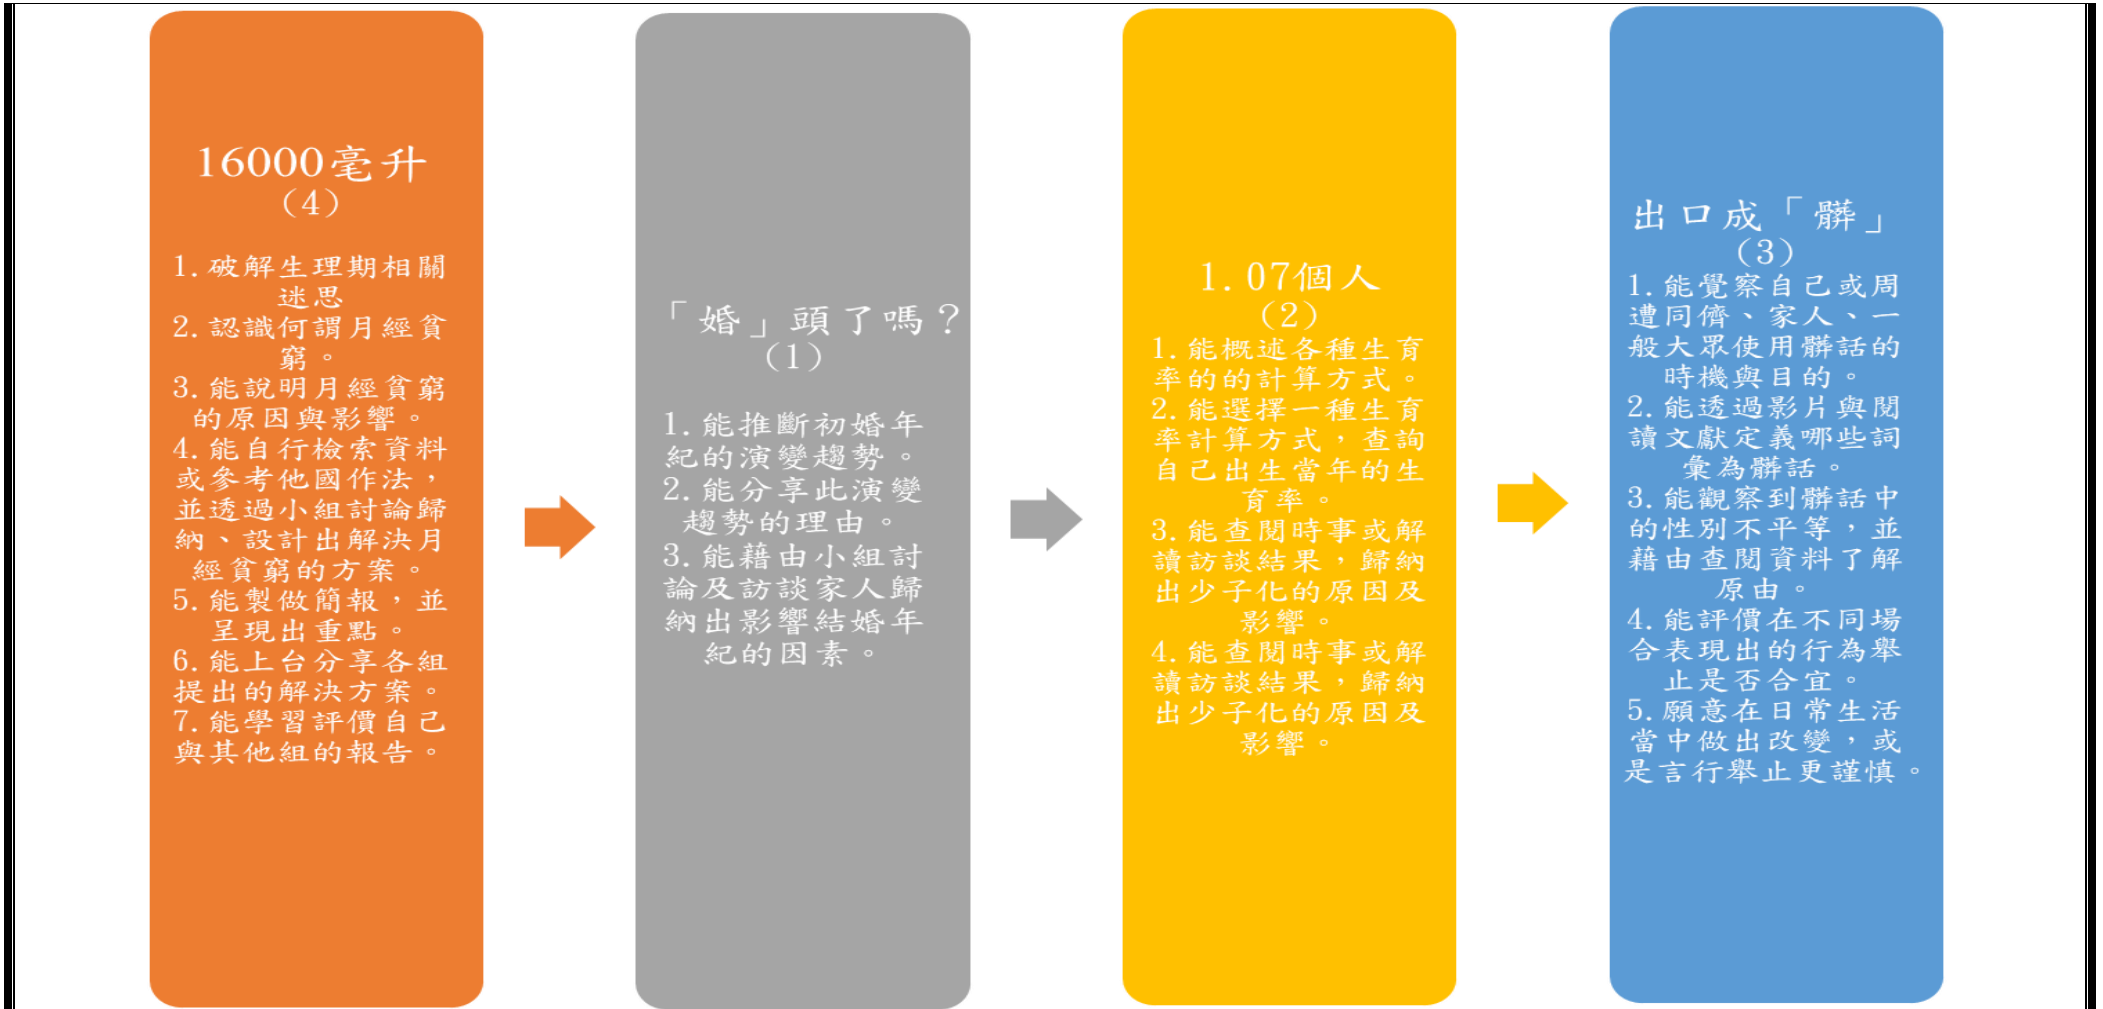 16000毫升
(4)
1.破解生理期相關
迷思
2.認識何謂月經貧
窮。
3.能說明月經貧窮
的原因與影響。
4.能自行檢索資料
或參考他國作法，
並透過小組討論歸
納、設計出解決月
經貧窮的方案。
5.能製做簡報，並
呈現出重點。
6.能上台分享各組
提出的解決方案。
7.能學習評價自己
與其他組的報告。
「婚」頭了嗎？
(1)
1.能推斷初婚年
紀的演變趨勢。
2.能分享此演變
趨勢的理由。
3.能藉由小組討
論及訪談家人歸
納出影響結婚年
紀的因素。
1.07個人
(2)
1.能概述各種生育
率的的計算方式。
2.能選擇一種生育
率計算方式，查詢
自己出生當年的生
育率。
3.能查閱時事或解
讀訪談結果，歸納
出少子化的原因及
影響。
4.能查閱時事或解
讀訪談結果，歸納
出少子化的原因及
影響。
出口成「髒」
(3)
1.能覺察自己或周
遭同儕、家人、一
般大眾使用髒話的
時機與目的。
2.能透過影片與閱
讀文獻定義哪些詞
彙為髒話。
3.能觀察到髒話中
的性別不平等，並
藉由查閱資料了解
原由。
4.能評價在不同場
合表現出的行為舉
止是否合宜。
5.願意在日常生活
當中做出改變，或
是言行舉止更謹慎。